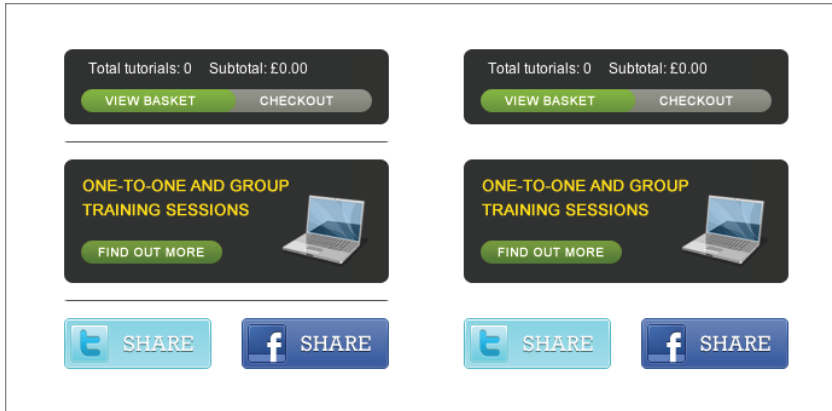 Total tutorials: 0 Subtotal: £0.00
VIEW BASKET CHECKOUT
ONE-TO-ONE AND GROUP
TRAINING SESSIONS
FIND OUT MORE
t SHARE
f SHARE
Total tutorials: 0 Subtotal: £0.00
VIEW BASKET CHECKOUT
ONE-TO-ONE AND GROUP
TRAINING SESSIONS
FIND OUT MORE
t SHARE
f SHARE